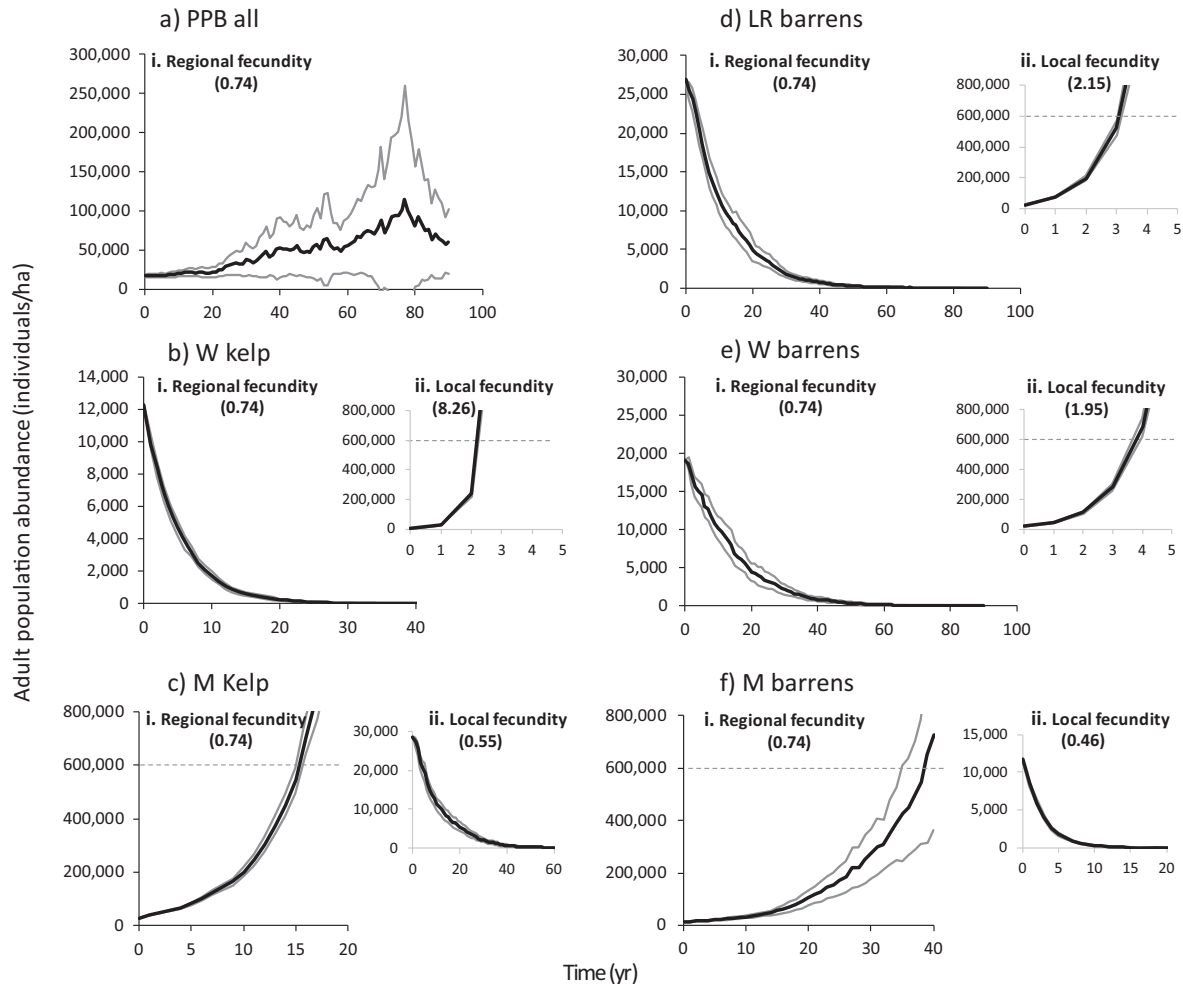 a) PPB all
i. Regional fecundity
(0.74)
300,000
250,000
200,000
150,000
100,000
50,000
0
0 20 40 60 80 100
d) LR barrens
i. Regional fecundity
(0.74)
30,000
25,000
20,000
15,000
10,000
5,000
0
0 20 40 60 80 100
ii. Local fecundity
(2.15)
800,000
600,000
400,000
200,000
0
0 1 2 3 4 5
Adult population abundance (individuals/ha)
b) W kelp
i. Regional fecundity
(0.74)
14,000
12,000
10,000
8,000
6,000
4,000
2,000
0
0 10 20 30 40
ii. Local fecundity
(8.26)
800,000
600,000
400,000
200,000
0
0 1 2 3 4 5
e) W barrens
i. Regional fecundity
(0.74)
30,000
25,000
20,000
15,000
10,000
5,000
0
0 20 40 60 80 100
ii. Local fecundity
(1.95)
800,000
600,000
400,000
200,000
0
0 1 2 3 4 5
c) M Kelp
i. Regional fecundity
(0.74)
800,000
600,000
400,000
200,000
0
0 5 10 15 20
ii. Local fecundity
(0.55)
30,000
20,000
10,000
0
0 20 40 60
f) M barrens
i. Regional fecundity
(0.74)
800,000
600,000
400,000
200,000
0
0 10 20 30 40
ii. Local fecundity
(0.46)
15,000
10,000
5,000
0
0 5 10 15 20
Time (yr)